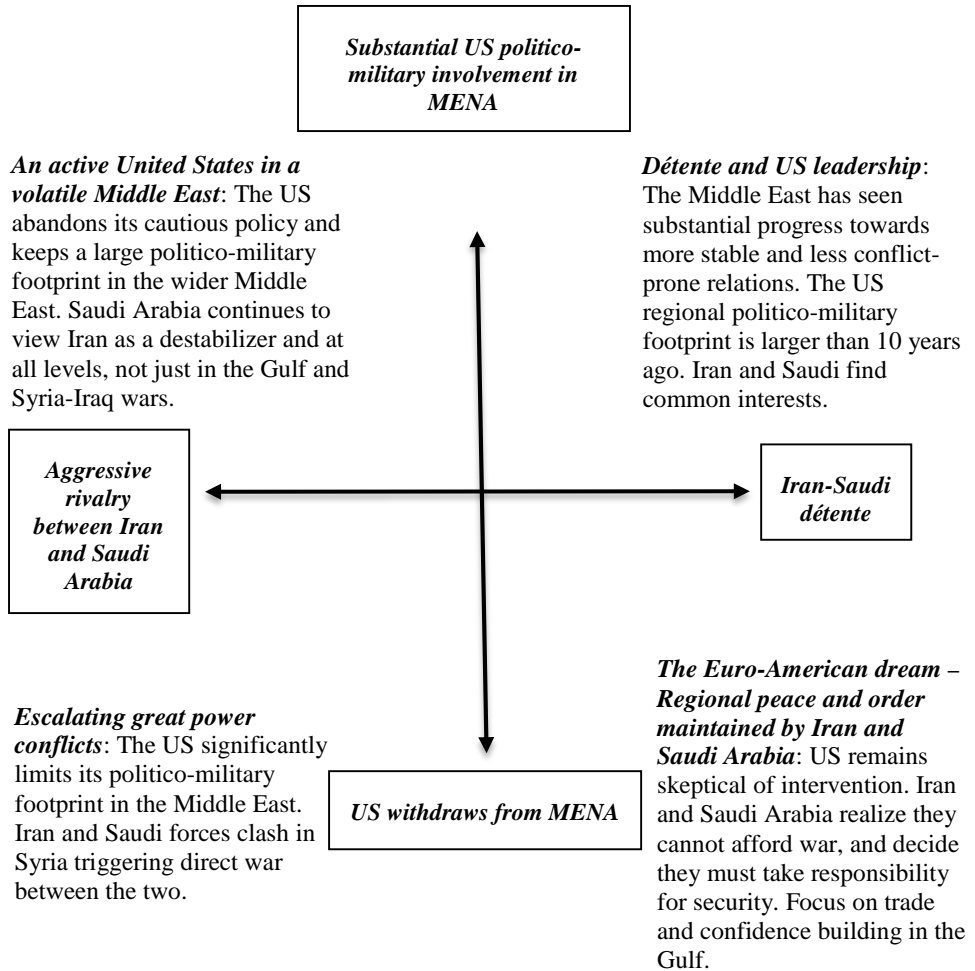 Substantial US politico-
military involvement in
MENA
An active United States in a
volatile Middle East: The US
abandons its cautious policy and
keeps a large politico-military
footprint in the wider Middle
East. Saudi Arabia continues to
view Iran as a destabilizer and at
all levels, not just in the Gulf and
Syria-Iraq wars.
Détente and US leadership:
The Middle East has seen
substantial progress towards
more stable and less conflict-
prone relations. The US
regional politico-military
footprint is larger than 10 years
ago. Iran and Saudi find
common interests.
Aggressive
rivalry
between Iran
and Saudi
Arabia
Iran-Saudi
détente
Escalating great power
conflicts: The US significantly
limits its politico-military
footprint in the Middle East.
Iran and Saudi forces clash in
Syria triggering direct war
between the two.
US withdraws from MENA
The Euro-American dream –
Regional peace and order
maintained by Iran and
Saudi Arabia: US remains
skeptical of intervention. Iran
and Saudi Arabia realize they
cannot afford war, and decide
they must take responsibility
for security. Focus on trade
and confidence building in the
Gulf.